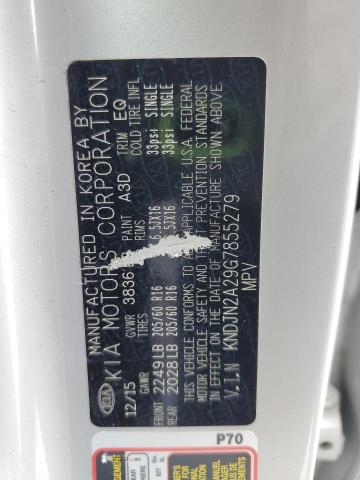 MANUFACTURED IN KOREA BY
KIA KIA MOTORS CORPORATION
12/15 GVWR 3836 PAINT A3D TRIM EQ
GAWR TIRES RIMS COLD TIRE INFL
FRONT 2249LB 205/60 R16 6.5JX16 33psi SINGLE
REAR 2028LB 205/60 R16 6.5JX16 33psi SINGLE
THIS VEHICLE CONFORMS TO ALL APPLICABLE U.S.A. FEDERAL
MOTOR VEHICLE SAFETY AND THEFT PREVENTION STANDARDS
IN EFFECT ON THE DATE OF MANUFACTURE SHOWN ABOVE.
V.I.N KNDJN2A29G7855279
MPV
P70